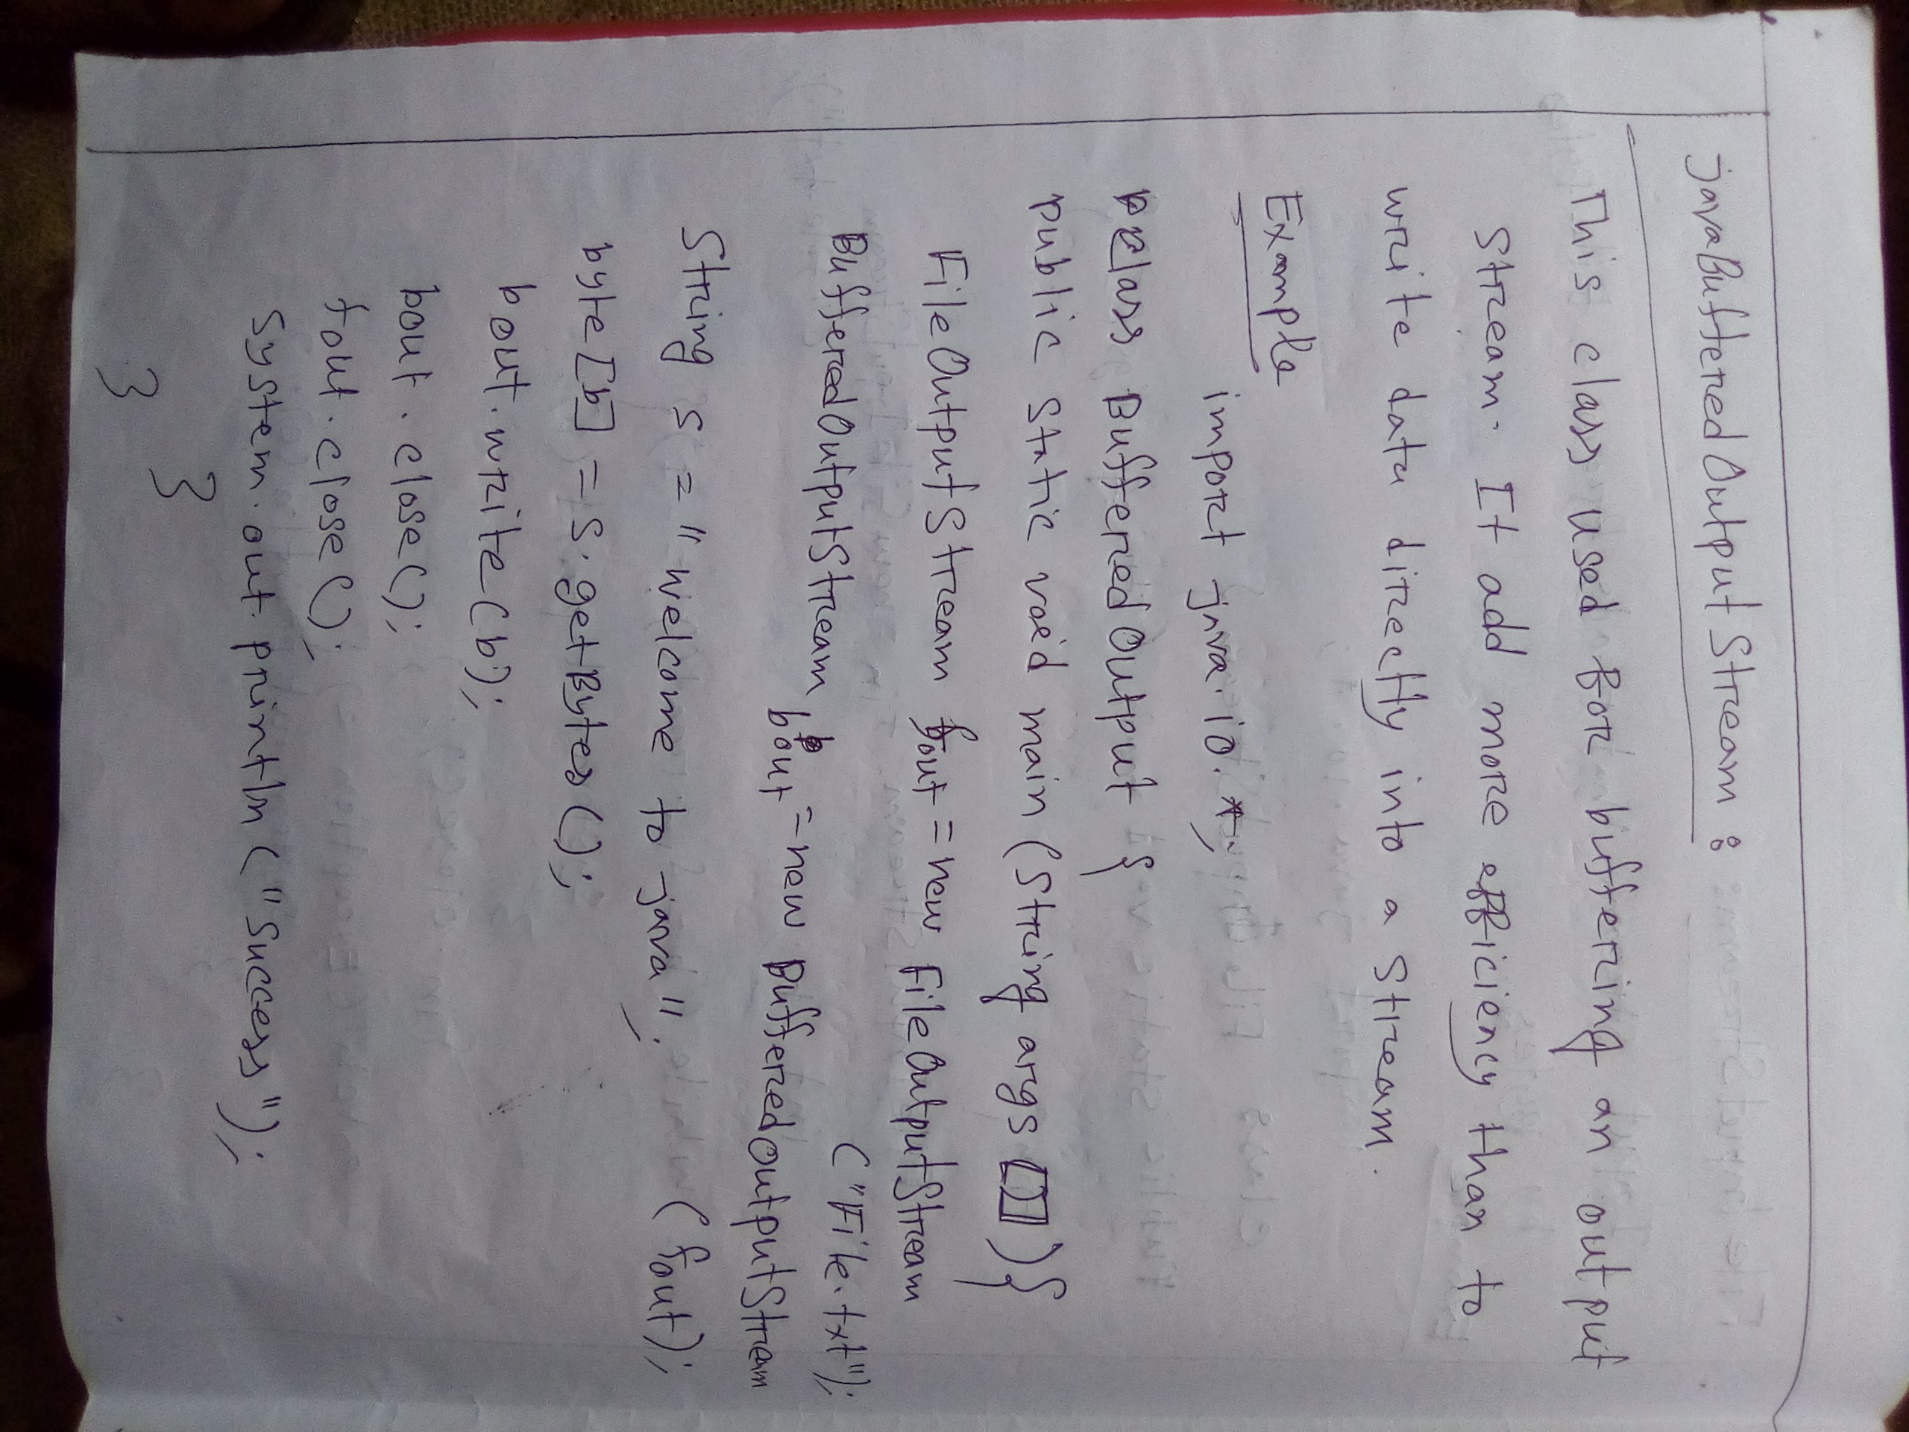 JavaBufferedOutputStream:
This class used for buffering an output
Stream. It add more efficiency than to
write data directly into a stream.
Example
import java.io.*;
class BufferedOutput {
public static void main (String args []) {
FileOutputStream fout = new FileOutputStream
("File.txt");
BufferedOutputStream bout = new BufferedOutputStream
(fout);
String s = "welcome to java";
byte [b] = s.getBytes();
bout.write(b);
bout.close();
fout.close();
System.out.println("Success");
}
}